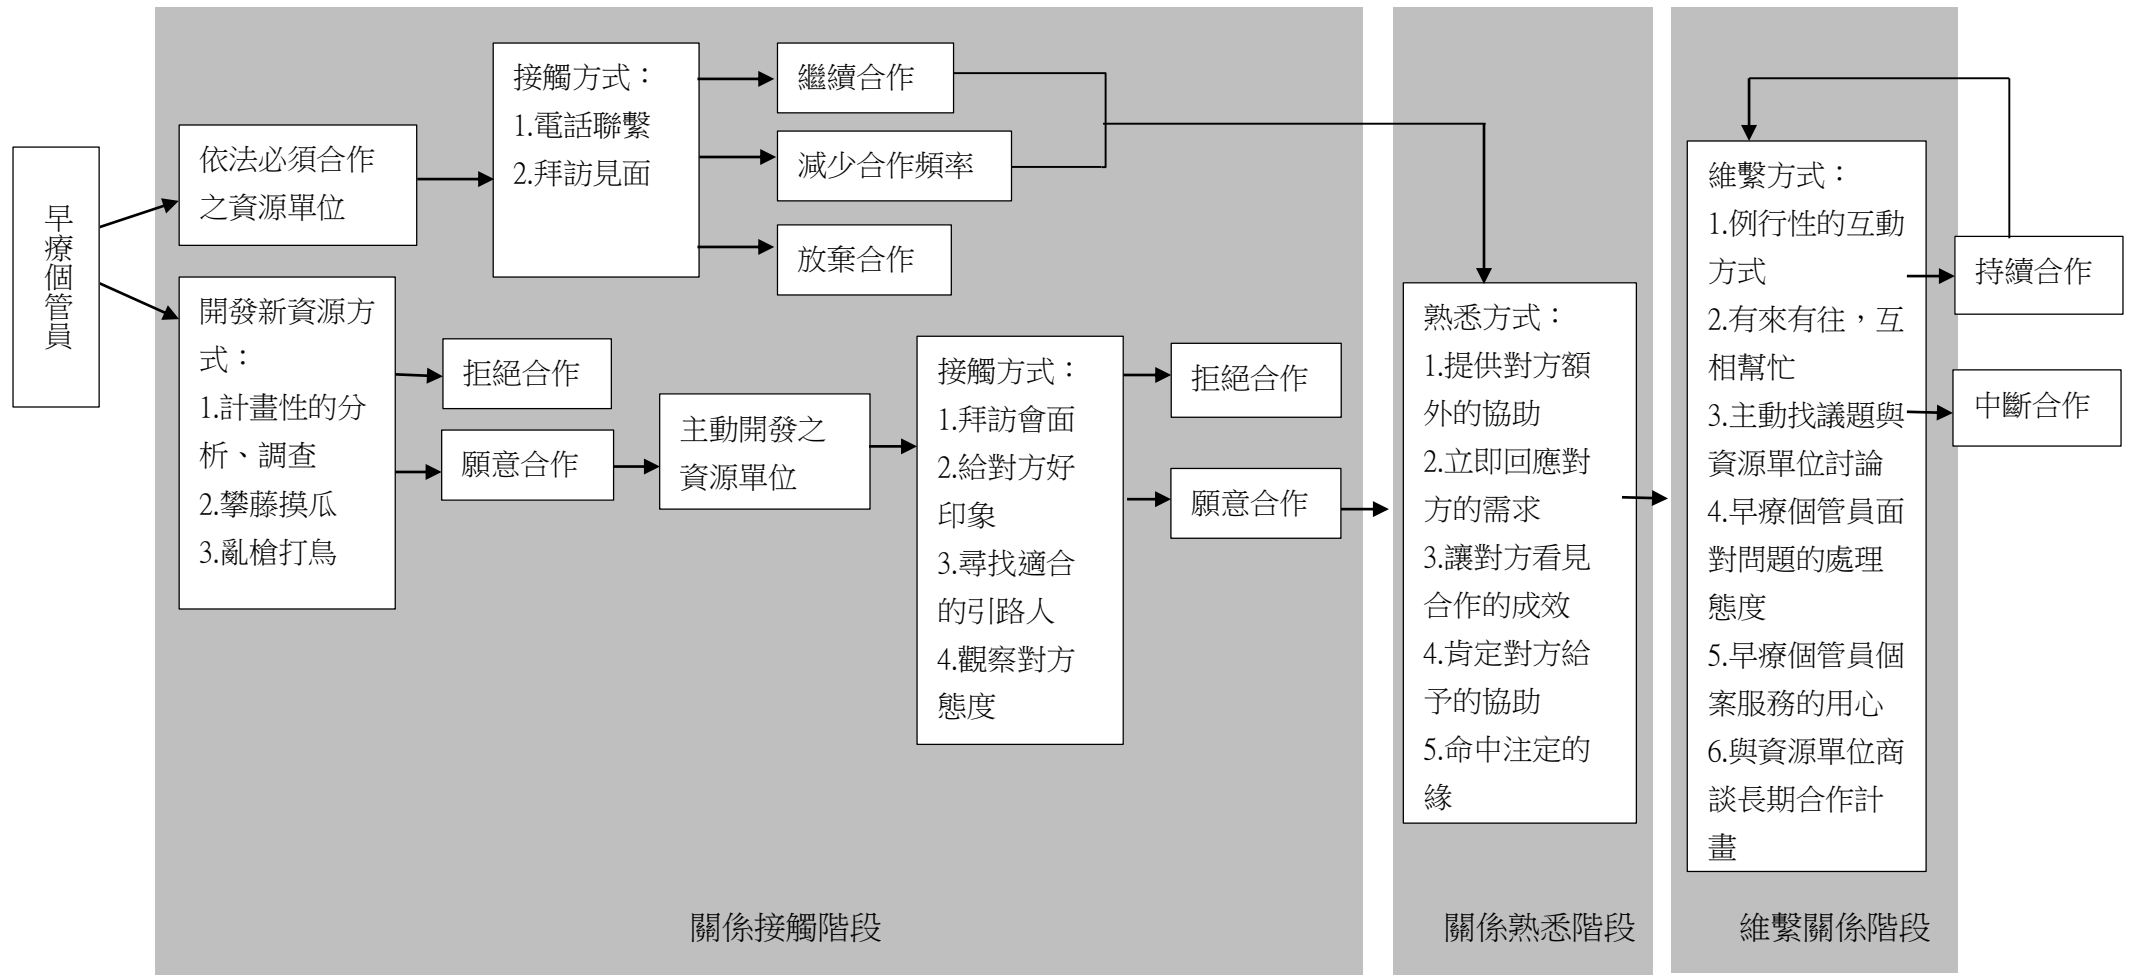 早療個管員
依法必須合作
之資源單位
接觸方式：
1.電話聯繫
2.拜訪見面
繼續合作
減少合作頻率
放棄合作
開發新資源方
式：
1.計畫性的分
析、調查
2.攀藤摸瓜
3.亂槍打鳥
拒絕合作
願意合作
主動開發之
資源單位
接觸方式：
1.拜訪會面
2.給對方好
印象
3.尋找適合
的引路人
4.觀察對方
態度
拒絕合作
願意合作
關係接觸階段
熟悉方式：
1.提供對方額
外的協助
2.立即回應對
方的需求
3.讓對方看見
合作的成效
4.肯定對方給
予的協助
5.命中注定的
緣
關係熟悉階段
維繫方式：
1.例行性的互動
方式
2.有來有往，互
相幫忙
3.主動找議題與
資源單位討論
4.早療個管員面
對問題的處理
態度
5.早療個管員個
案服務的用心
6.與資源單位商
談長期合作計
畫
持續合作
中斷合作
維繫關係階段